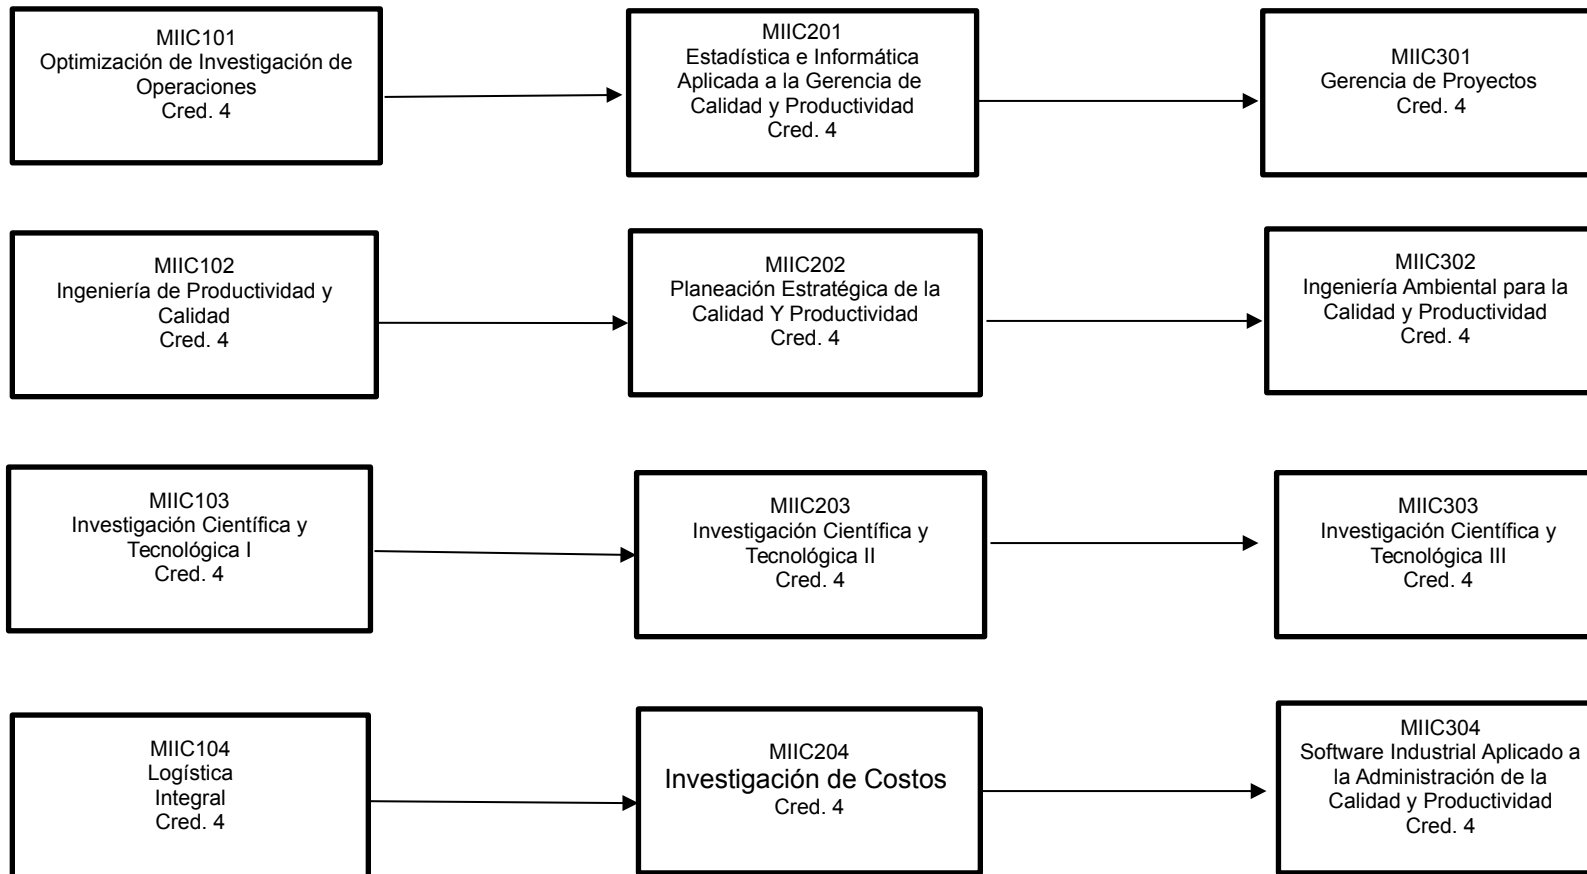 MIIC101
Optimización de Investigación de
Operaciones
Cred. 4
MIIC201
Estadística e Informática
Aplicada a la Gerencia de
Calidad y Productividad
Cred. 4
MIIC301
Gerencia de Proyectos
Cred. 4
MIIC102
Ingeniería de Productividad y
Calidad
Cred. 4
MIIC202
Planeación Estratégica de la
Calidad Y Productividad
Cred. 4
MIIC302
Ingeniería Ambiental para la
Calidad y Productividad
Cred. 4
MIIC103
Investigación Científica y
Tecnológica I
Cred. 4
MIIC203
Investigación Científica y
Tecnológica II
Cred. 4
MIIC303
Investigación Científica y
Tecnológica III
Cred. 4
MIIC104
Logística
Integral
Cred. 4
MIIC204
Investigación de Costos
Cred. 4
MIIC304
Software Industrial Aplicado a
la Administración de la
Calidad y Productividad
Cred. 4